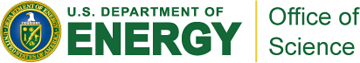 U.S. DEPARTMENT OF
ENERGY
Office of
Science